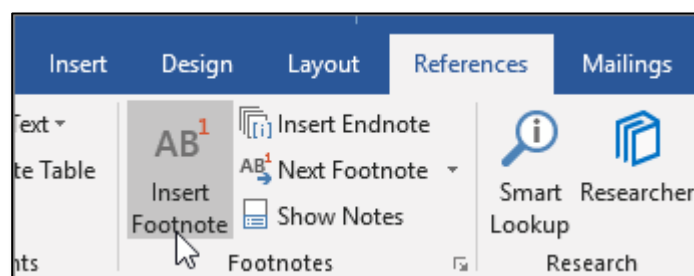 Insert Design Layout References Mailings
Text
te Table
nts
AB1
Insert
Footnote
[i] Insert Endnote
AB1 Next Footnote
Show Notes
Footnotes
i
Smart
Lookup
Researcher
Research